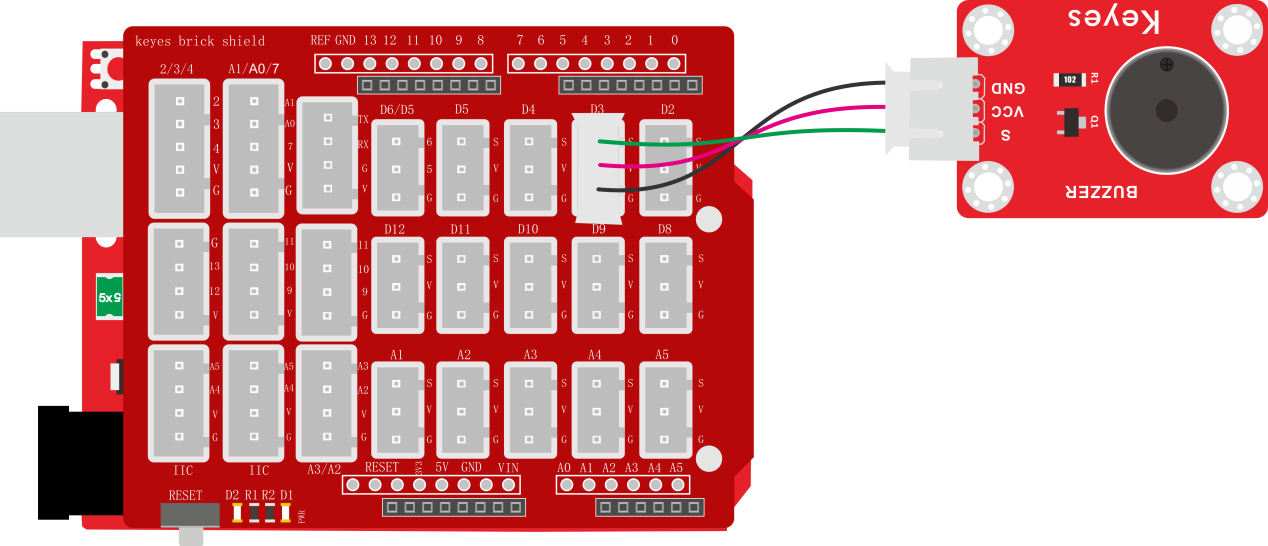 keyes brick shield
REF GND 13 12 11 10 9 8
7 6 5 4 3 2 1 0
2/3/4
A1/A0/7
D6/D5
D5
D4
D3
D2
2
3
4
V
G
A1
A0
7
V
G
TX
RX
G
V
6
5
G
S
V
G
S
V
G
S
V
G
S
V
G
D12
D11
D10
D9
D8
G
13
12
V
11
10
9
V
11
10
9
G
S
V
G
S
V
G
S
V
G
S
V
G
S
V
G
A1
A2
A3
A4
A5
A5
A4
V
G
A5
A4
V
G
A3
A2
V
G
S
V
G
S
V
G
S
V
G
S
V
G
S
V
G
IIC
IIC
A3/A2
RESET 3V3 5V GND VIN
A0 A1 A2 A3 A4 A5
RESET
D2 R1 R2 D1
PWR
5x5
Keyes
GND
VCC
S
102
R1
Q1
BUZZER